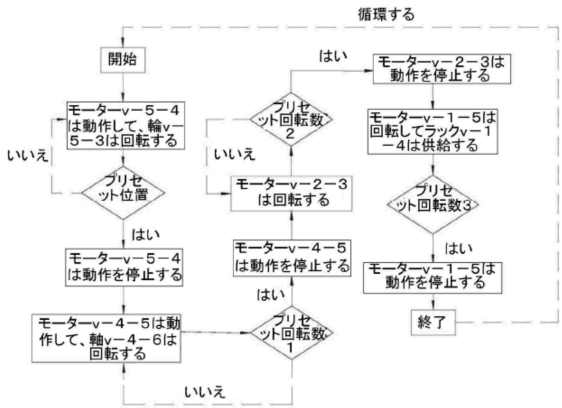 循環する
開始
モーターv－5－4
は動作して、輪v－
5－3は回転する
いいえ
プリセ
ット位置
はい
モーターv－5－4
は動作を停止する
モーターv－4－5は動
作して、軸v－4－6は
回転する
いいえ
プリセ
ット回転数
1
はい
モーターv－4－5
は動作を停止する
モーターv－2－3
は回転する
いいえ
プリセ
ット回転数
2
はい
モーターv－2－3は
動作を停止する
モーターv－1－5は
回転してラックv－1
－4は供給する
プリセ
ット回転数3
はい
モーターv－1－5は
動作を停止する
終了